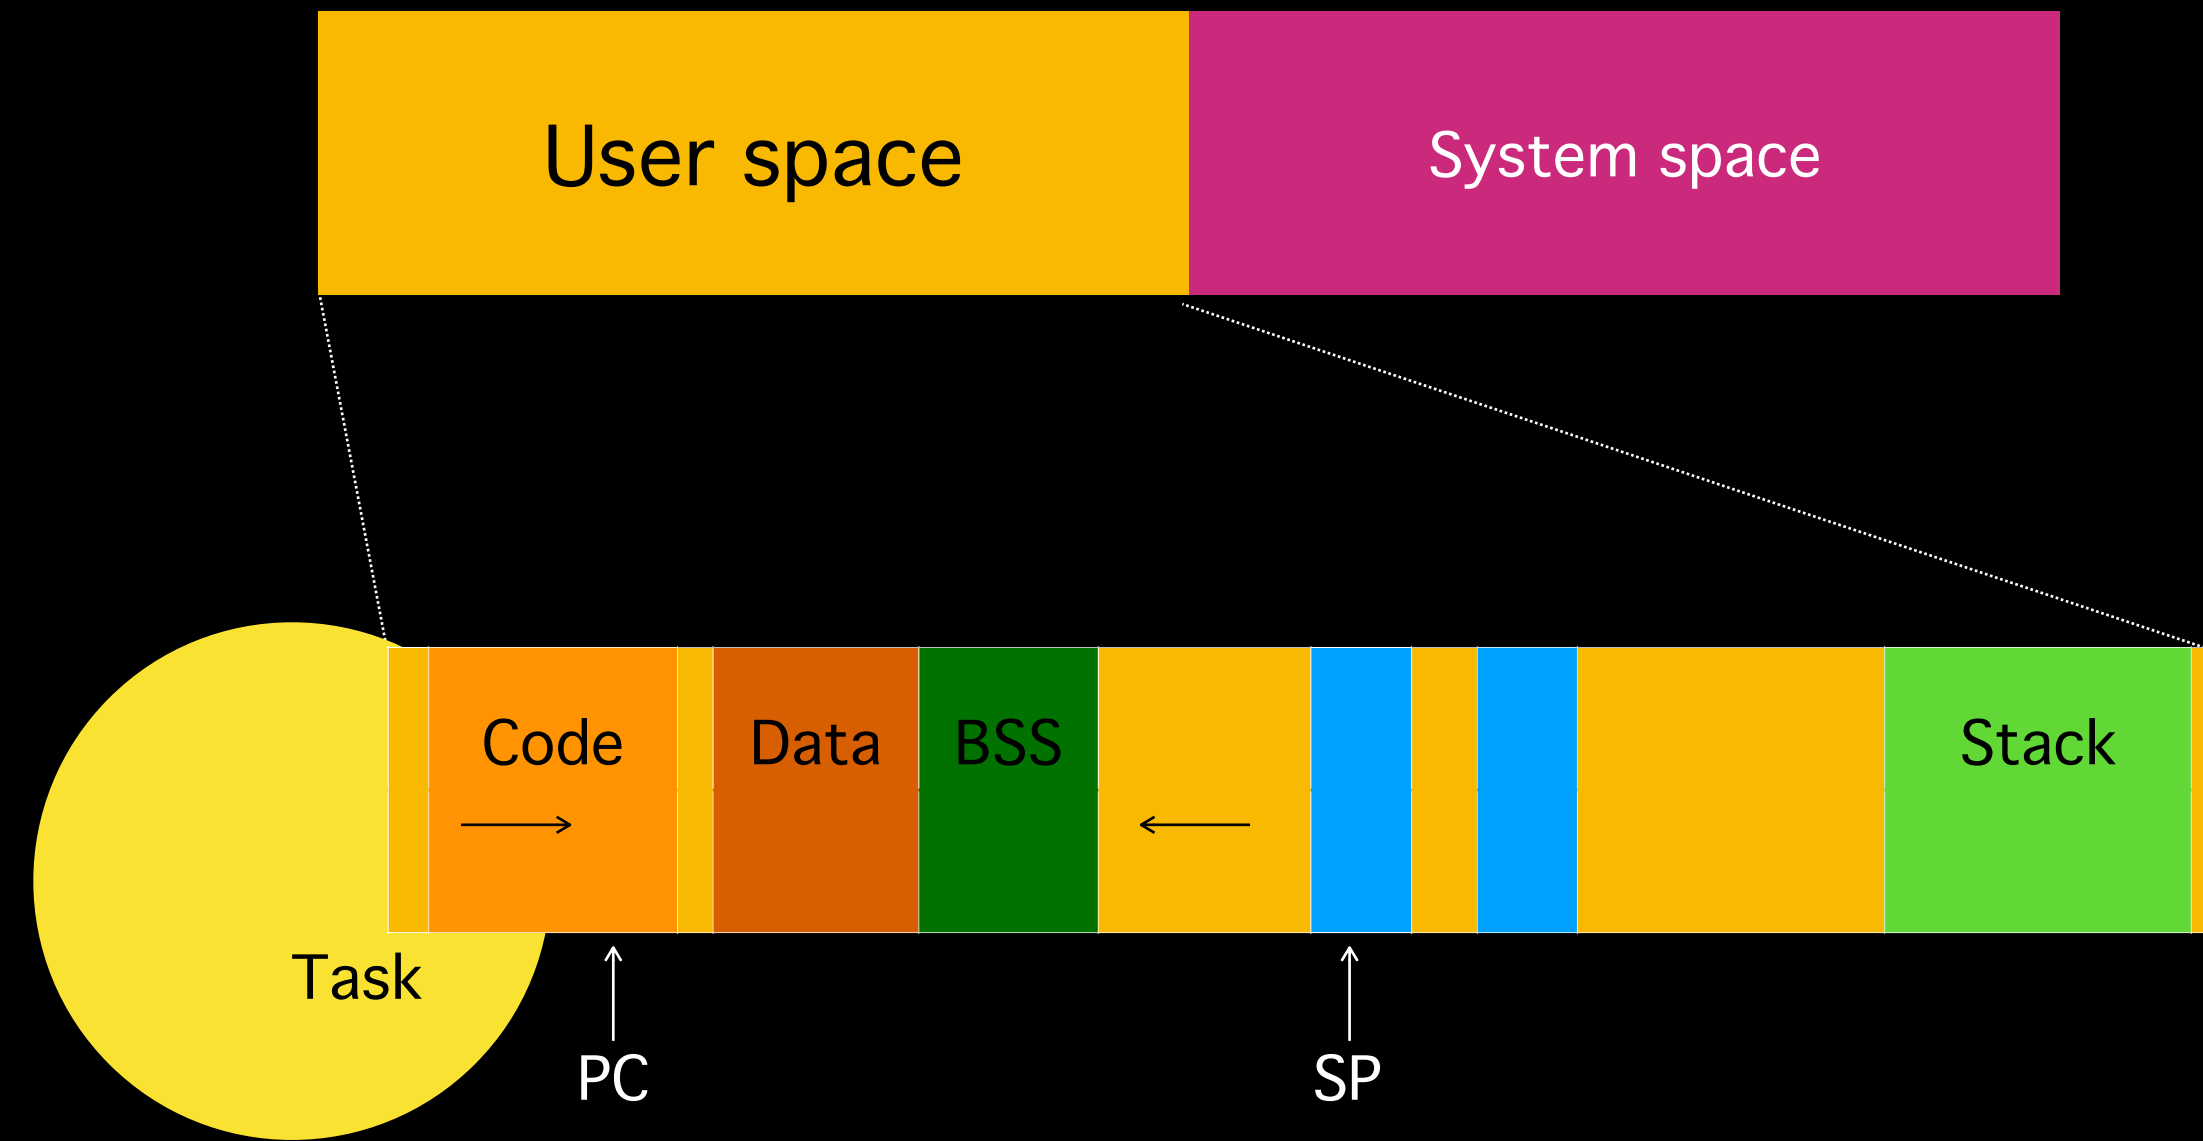 User space
System space
Code
Data
BSS
Stack
Task
PC
SP